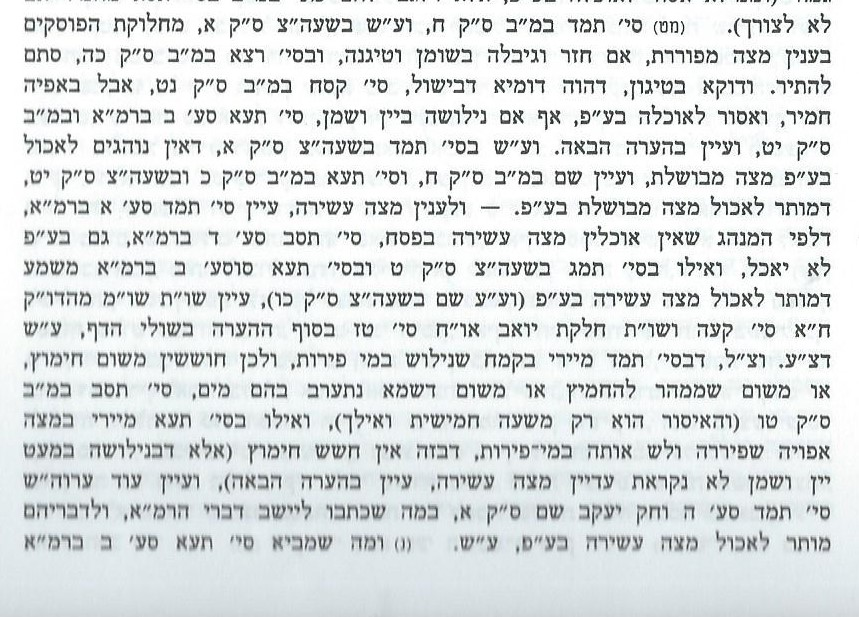 לא לצורך). (מט) סי׳ תמד במ״ב ס״ק ח, וע״ש בשעה״צ ס״ק א, מחלוקת הפוסקים
בענין מצה מפוררת, אם חזר וגיבלה בשומן וטיגנה, ובסי׳ רצא במ״ב ס״ק כה, סתם
להתיר. ודוקא בטיגון, דהוה דומיא דבישול, סי׳ קסח במ״ב ס״ק נט, אבל באפיה
חמיר, ואסור לאוכלה בע״פ, אף אם נילושה ביין ושמן, סי׳ תעא סע׳ ב ברמ״א ובמ״ב
ס״ק יט, ועיין בהערה הבאה. וע״ש בסי׳ תמד בשעה״צ ס״ק א, דאין נוהגים לאכול
בע״פ מצה מבושלת, ועיין שם במ״ב ס״ק ח, וסי׳ תעא במ״ב ס״ק כ ובשעה״צ ס״ק יט,
דמותר לאכול מצה מבושלת בע״פ. — ולענין מצה עשירה, עיין סי׳ תמד סע׳ א ברמ״א,
דלפי המנהג שאין אוכלין מצה עשירה בפסח, סי׳ תסב סע׳ ד ברמ״א, גם בע״פ
לא יאכל, ואילו בסי׳ תמג בשעה״צ ס״ק ט ובסי׳ תעא סוסע׳ ב ברמ״א משמע
דמותר לאכול מצה עשירה בע״פ (וע״ע שם בשעה״צ ס״ק כו), עיין שו״ת שו״מ מהדו״ק
ח״א סי׳ קעה ושו״ת חלקת יואב או״ח סי׳ טז בסוף ההערה בשולי הדף, ע״ש
דצ״ע. וצ״ל, דבסי׳ תמד מיירי בקמח שנילוש במי פירות, ולכן חוששין משום חימוץ,
או משום שממהר להחמיץ או משום דשמא נתערב בהם מים, סי׳ תסב במ״ב
ס״ק טו (והאיסור הוא רק משעה חמישית ואילך), ואילו בסי׳ תעא מיירי במצה
אפויה שפיררה ולש אותה במי־פירות, דבזה אין חשש חימוץ (אלא דבנילושה במעט
יין ושמן לא נקראת עדיין מצה עשירה, עיין בהערה הבאה), ועיין עוד ערוה״ש
סי׳ תמד סע׳ ה וחק יעקב שם ס״ק א, במה שכתבו ליישב דברי הרמ״א, ולדבריהם
מותר לאכול מצה עשירה בע״פ, ע״ש. (נ) ומה שמביא סי׳ תעא סע׳ ב ברמ״א